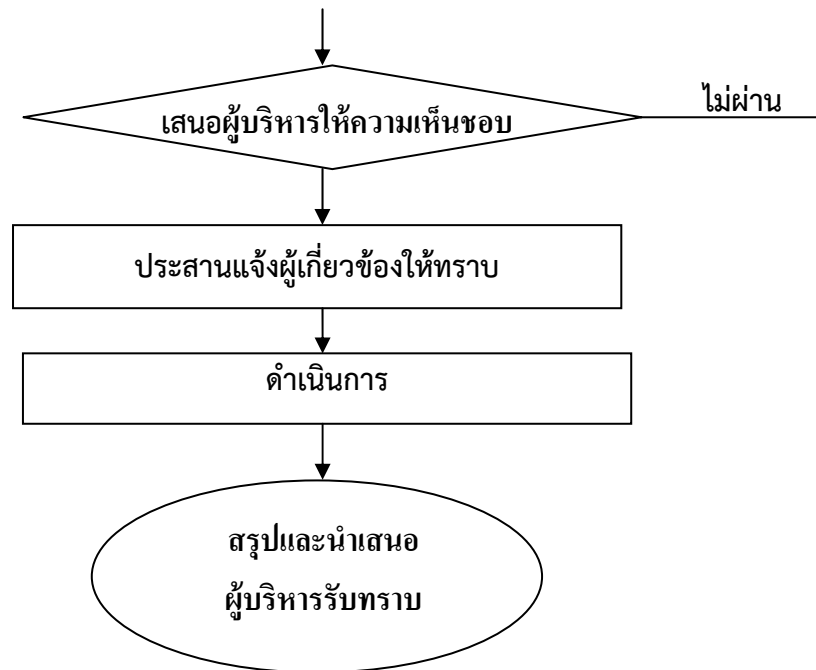 เสนอผู้บริหารให้ความเห็นชอบ
ไม่ผ่าน
ประสานแจ้งผู้เกี่ยวข้องให้ทราบ
ดำเนินการ
สรุปและนำเสนอ
ผู้บริหารรับทราบ